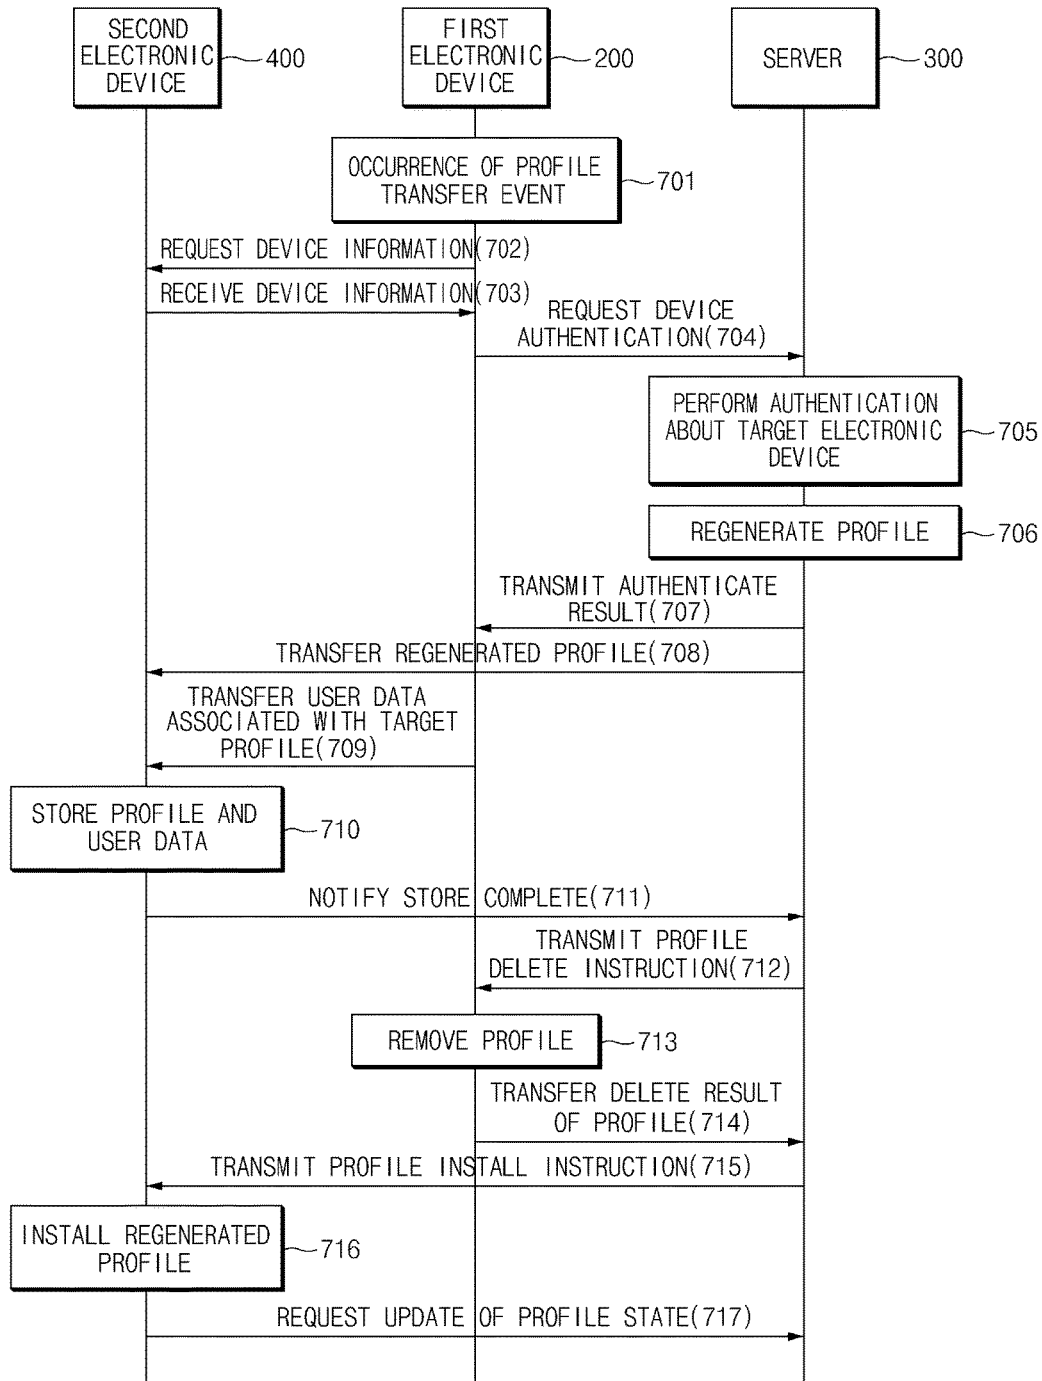 SECOND
ELECTRONIC
DEVICE
400
FIRST
ELECTRONIC
DEVICE
200
SERVER
300
OCCURRENCE OF PROFILE
TRANSFER EVENT
701
REQUEST DEVICE INFORMATION(702)
RECEIVE DEVICE INFORMATION(703)
REQUEST DEVICE
AUTHENTICATION(704)
PERFORM AUTHENTICATION
ABOUT TARGET ELECTRONIC
DEVICE
705
REGENERATE PROFILE
706
TRANSMIT AUTHENTICATE
RESULT(707)
TRANSFER REGENERATED PROFILE(708)
TRANSFER USER DATA
ASSOCIATED WITH TARGET
PROFILE(709)
STORE PROFILE AND
USER DATA
710
NOTIFY STORE COMPLETE(711)
TRANSMIT PROFILE
DELETE INSTRUCTION(712)
REMOVE PROFILE
713
TRANSFER DELETE RESULT
OF PROFILE(714)
TRANSMIT PROFILE INSTALL INSTRUCTION(715)
INSTALL REGENERATED
PROFILE
716
REQUEST UPDATE OF PROFILE STATE(717)